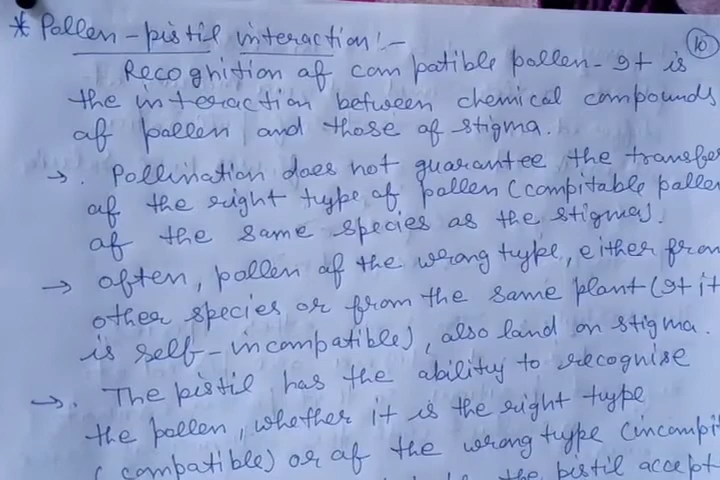 * Pollen-pistil interaction:-
10
Recognition of compatible pollen - It is
the interaction between chemical compounds
of pollen and those of stigma.
→ . Pollination does not guarantee the transfer
of the right type of pollen (compitable pollen
of the same species as the stigma).
→ often, pollen of the wrong type, either from
other species or from the same plant (It it
is self-incompatible), also land on stigma.
→ . The pistil has the ability to recognise
the pollen, whether it is the right type
(compatible) or of the wrong type (incompi
the pistil accept